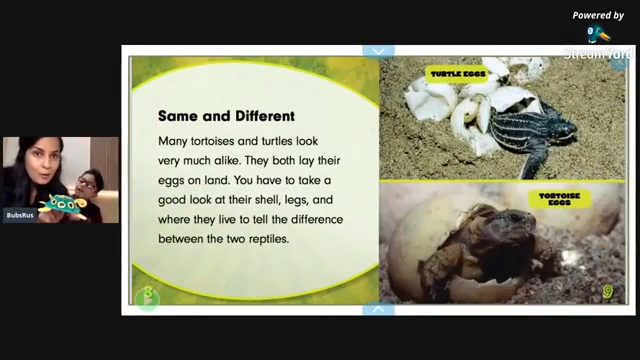 Powered by
StreamYard
TURTLE EGGS
Same and Different
Many tortoises and turtles look
very much alike. They both lay their
eggs on land. You have to take a
good look at their shell, legs, and
where they live to tell the difference
between the two reptiles.
TORTOISE
EGGS
BubsRus
8
9